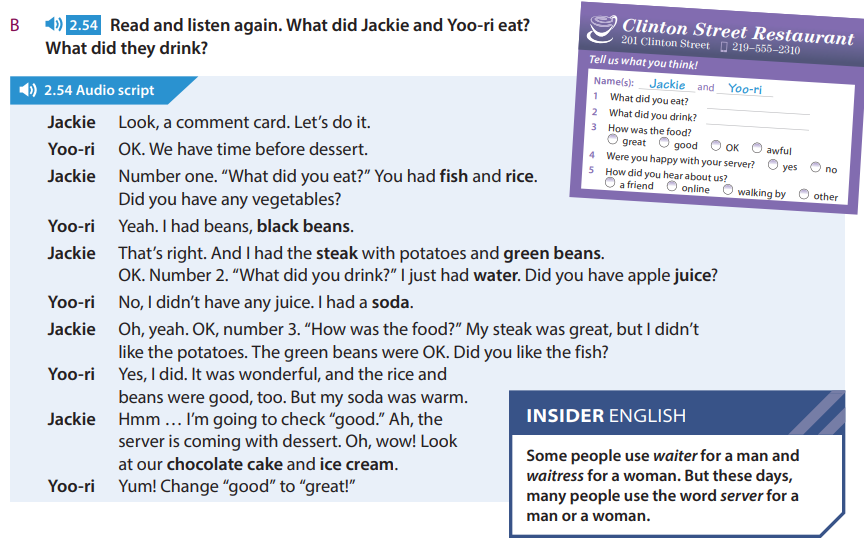 B 2.54 Read and listen again. What did Jackie and Yoo-ri eat?
What did they drink?
2.54 Audio script
Jackie Look, a comment card. Let's do it.
Yoo-ri OK. We have time before dessert.
Jackie Number one. "What did you eat?" You had fish and rice.
Did you have any vegetables?
Yoo-ri Yeah. I had beans, black beans.
Jackie That's right. And I had the steak with potatoes and green beans.
OK. Number 2. "What did you drink?" I just had water. Did you have apple juice?
Yoo-ri No, I didn't have any juice. I had a soda.
Jackie Oh, yeah. OK, number 3. "How was the food?" My steak was great, but I didn't
like the potatoes. The green beans were OK. Did you like the fish?
Yoo-ri Yes, I did. It was wonderful, and the rice and
beans were good, too. But my soda was warm.
Jackie Hmm … I'm going to check "good." Ah, the
server is coming with dessert. Oh, wow! Look
at our chocolate cake and ice cream.
Yoo-ri Yum! Change "good" to "great!"
Clinton Street Restaurant
201 Clinton Street 219–555–2310
Tell us what you think!
Name(s): Jackie and Yoo-ri
1 What did you eat?
2 What did you drink?
3 How was the food?
great good OK awful
4 Were you happy with your server? yes no
5 How did you hear about us?
a friend online walking by other
INSIDER ENGLISH
Some people use waiter for a man and
waitress for a woman. But these days,
many people use the word server for a
man or a woman.